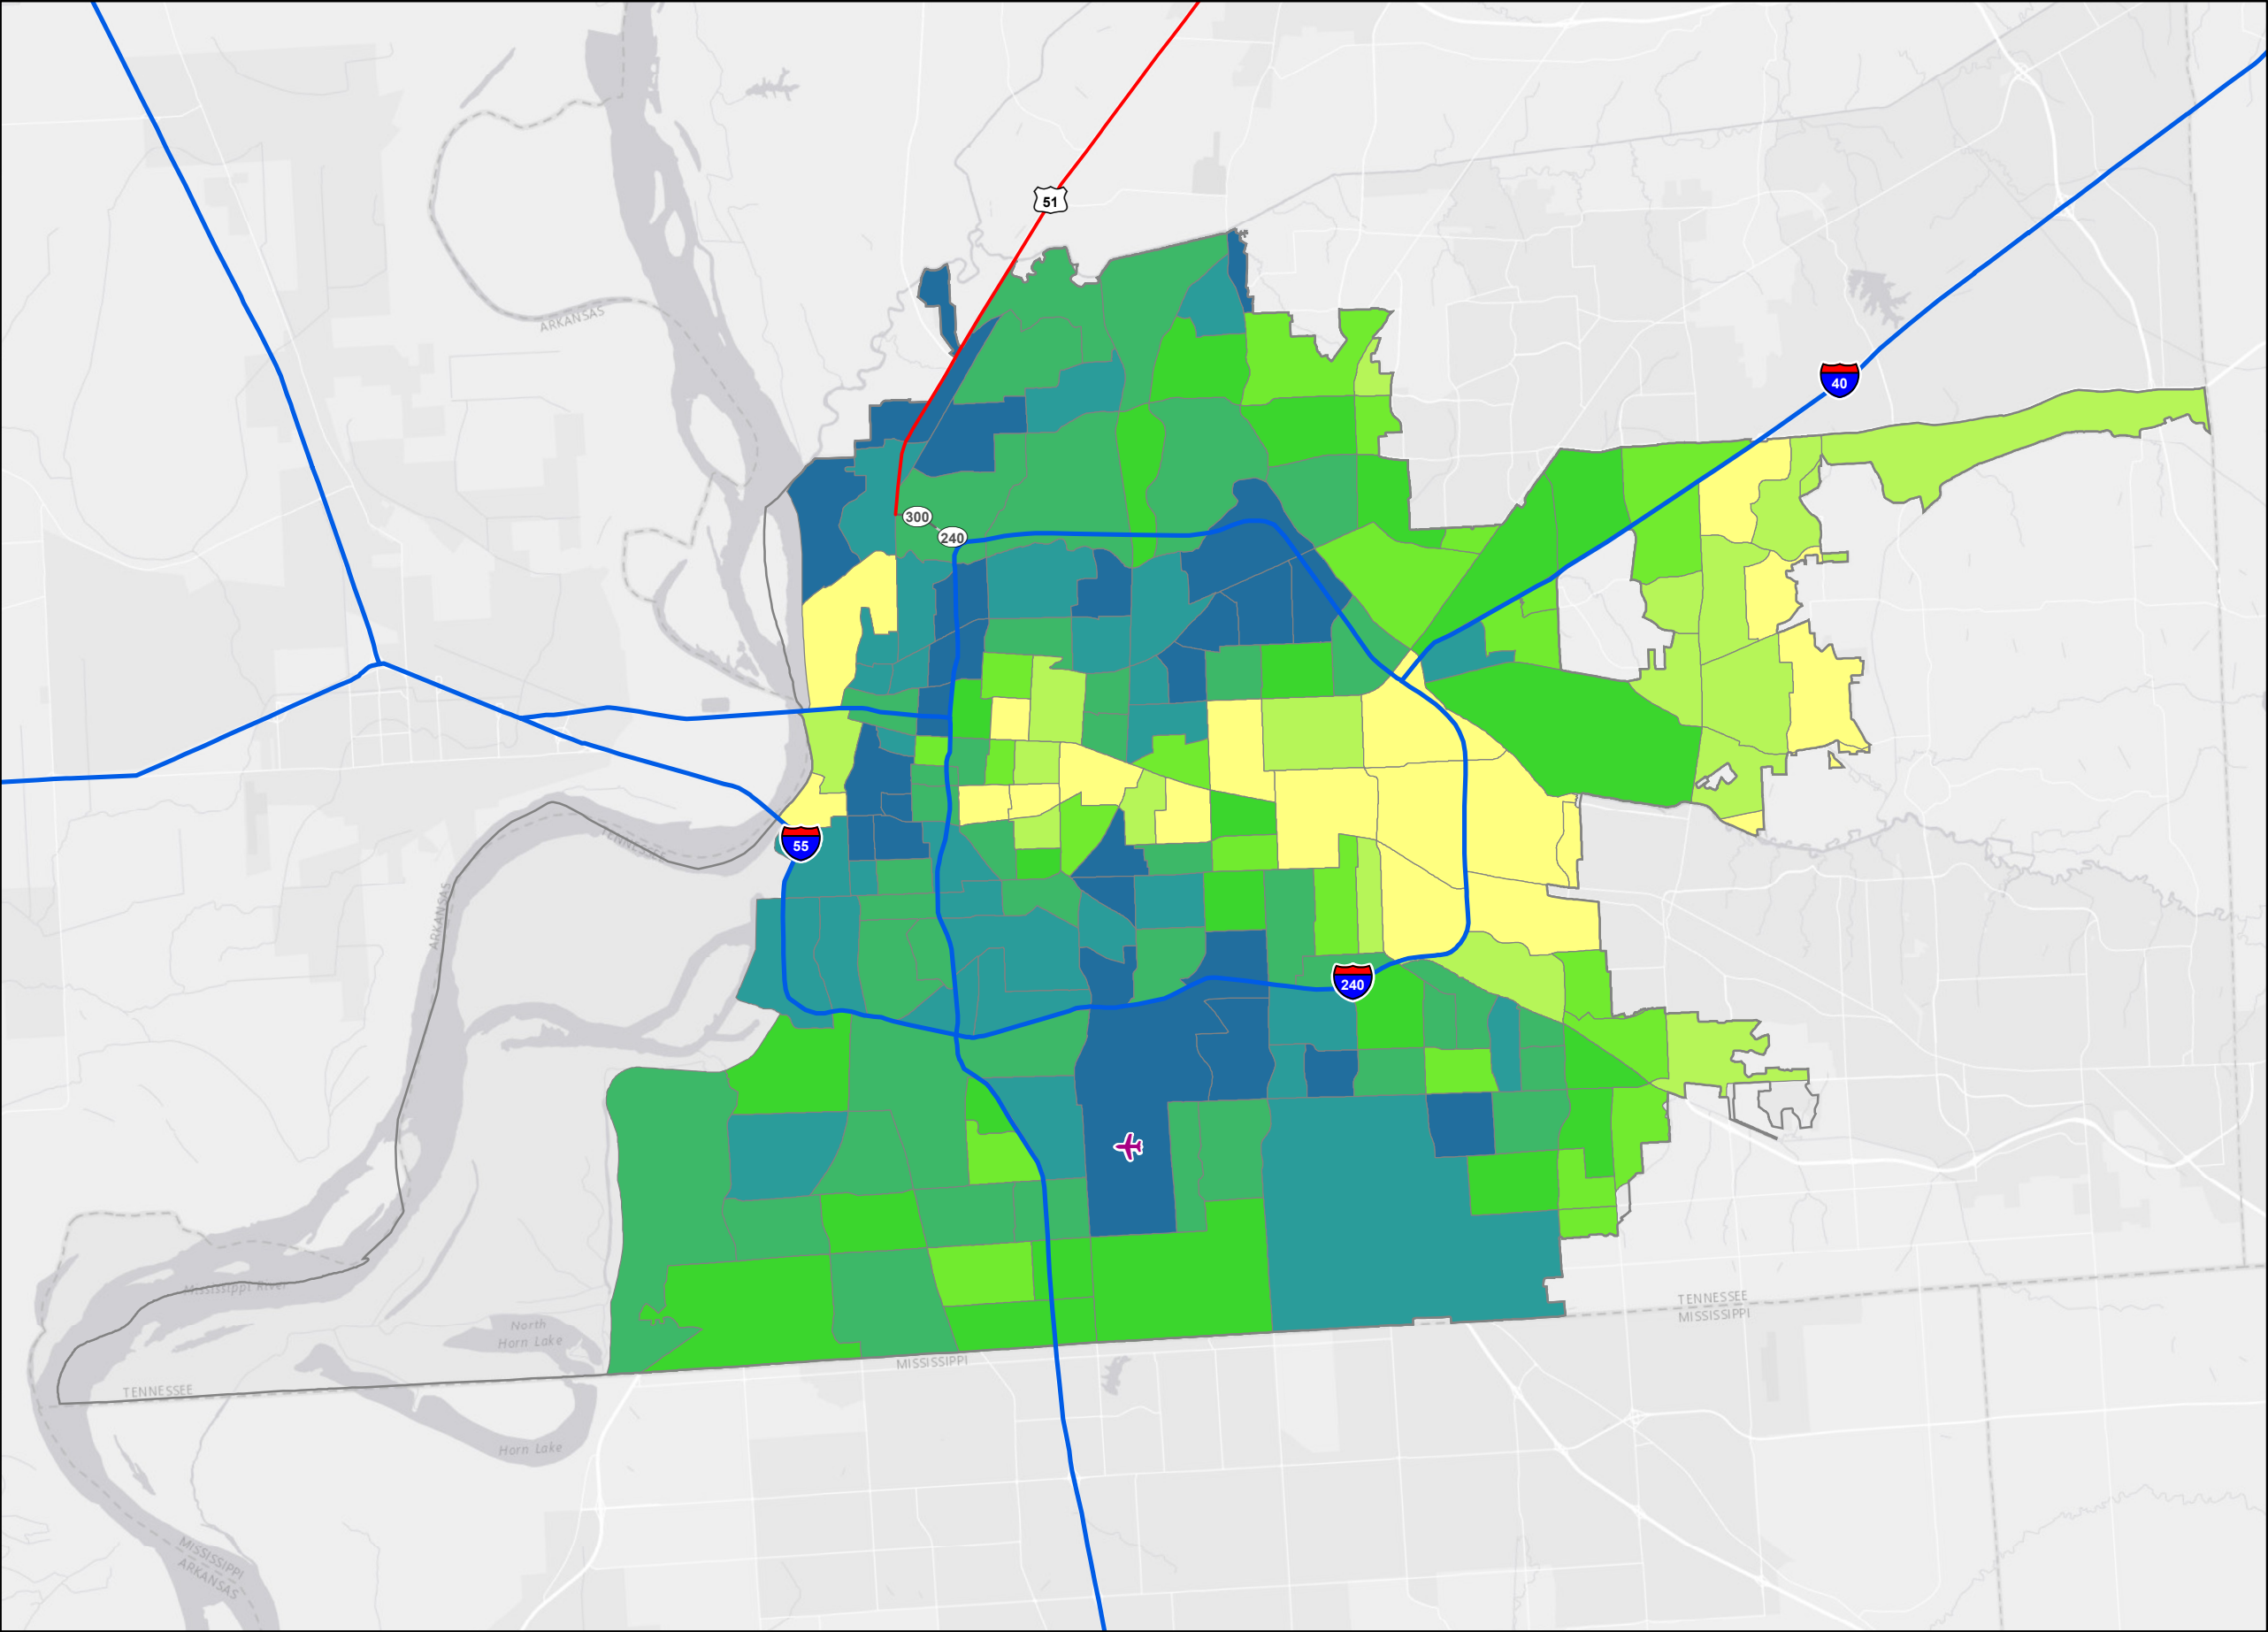 51
ARKANSAS
40
300
240
55
TENNESSEE
ARKANSAS
240
Mississippi River
North
Horn Lake
TENNESSEE
MISSISSIPPI
MISSISSIPPI
TENNESSEE
Horn Lake
MISSISSIPPI
ARKANSAS